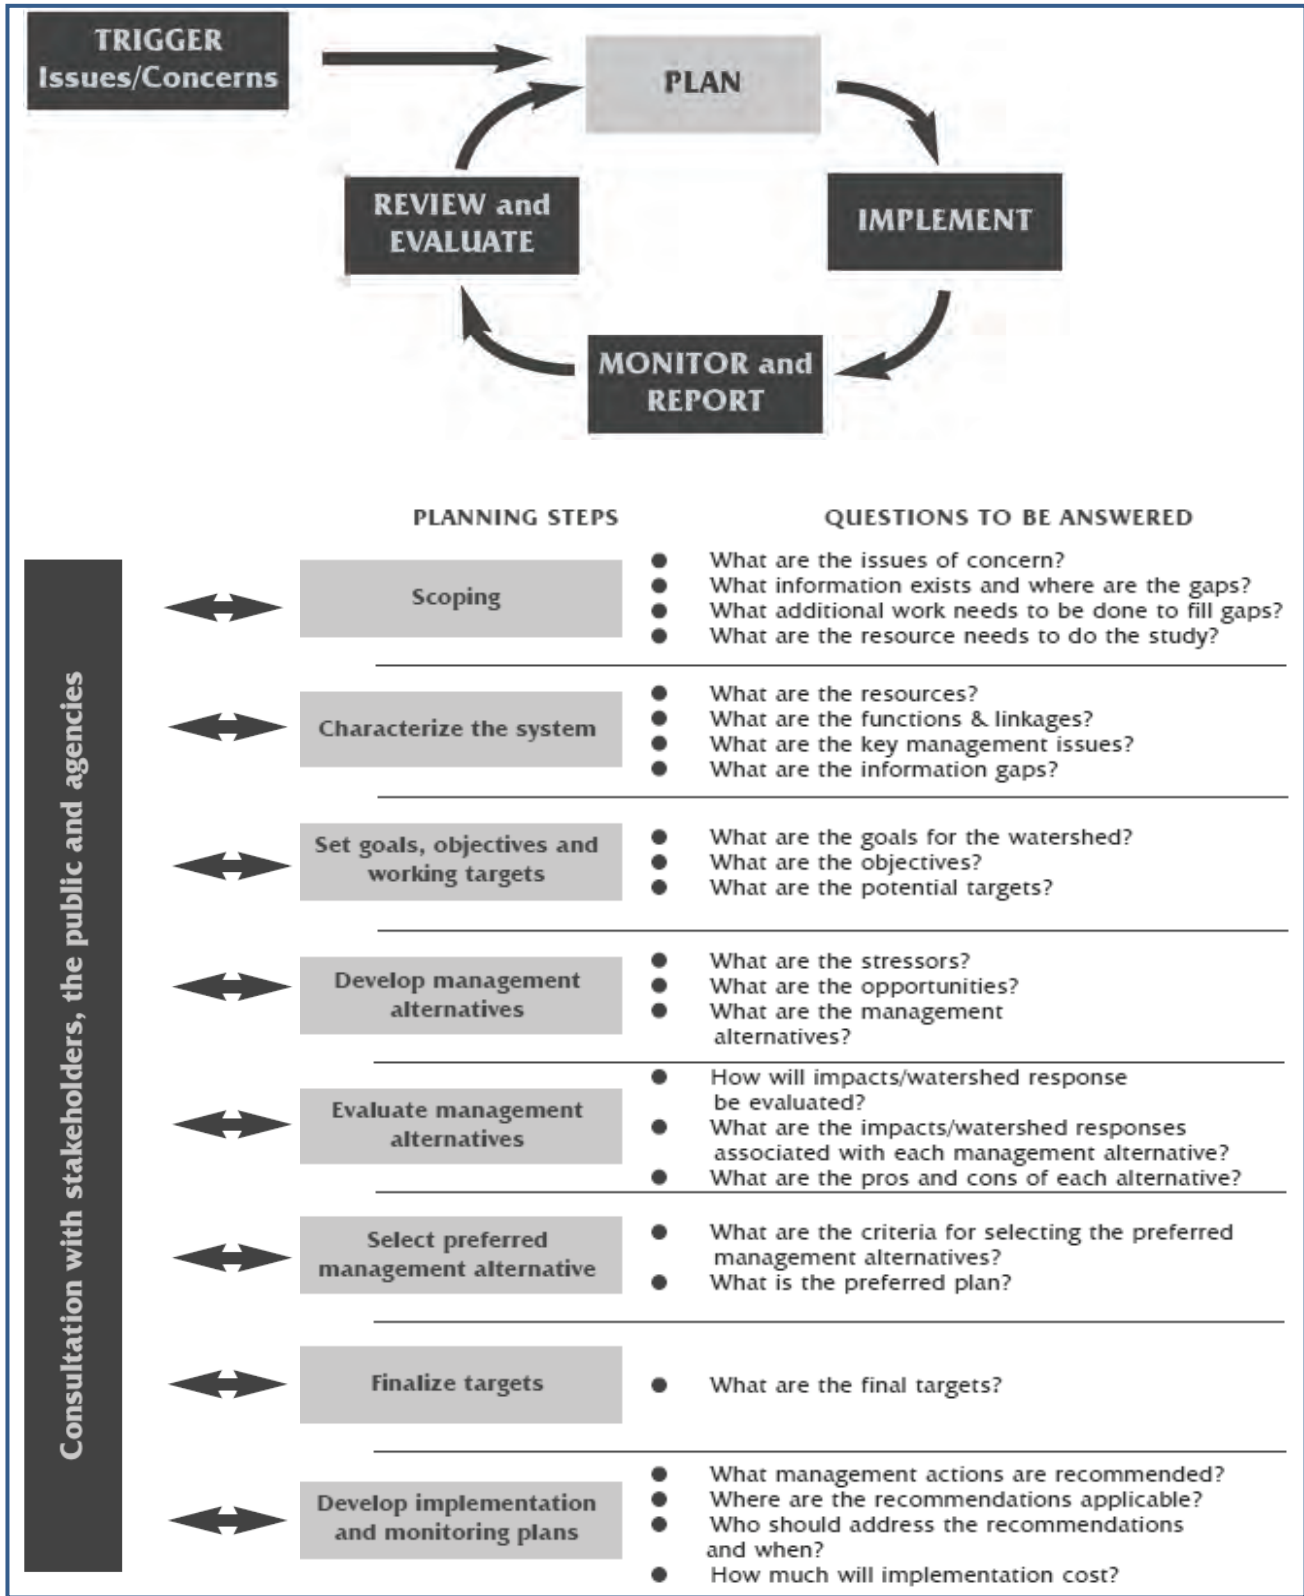 TRIGGER
Issues/Concerns
PLAN
REVIEW and
EVALUATE
IMPLEMENT
MONITOR and
REPORT
PLANNING STEPS
QUESTIONS TO BE ANSWERED
Consultation with stakeholders, the public and agencies
Scoping
● What are the issues of concern?
● What information exists and where are the gaps?
● What additional work needs to be done to fill gaps?
● What are the resource needs to do the study?
Characterize the system
● What are the resources?
● What are the functions & linkages?
● What are the key management issues?
● What are the information gaps?
Set goals, objectives and
working targets
● What are the goals for the watershed?
● What are the objectives?
● What are the potential targets?
Develop management
alternatives
● What are the stressors?
● What are the opportunities?
● What are the management
alternatives?
Evaluate management
alternatives
● How will impacts/watershed response
be evaluated?
● What are the impacts/watershed responses
associated with each management alternative?
● What are the pros and cons of each alternative?
Select preferred
management alternative
● What are the criteria for selecting the preferred
management alternatives?
● What is the preferred plan?
Finalize targets
● What are the final targets?
Develop implementation
and monitoring plans
● What management actions are recommended?
● Where are the recommendations applicable?
● Who should address the recommendations
and when?
● How much will implementation cost?